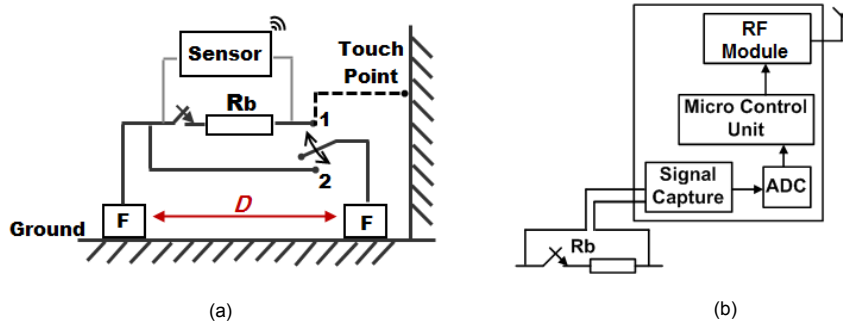 Sensor
Touch
Point
Rb
1
2
D
F
F
Ground
(a)
RF
Module
Micro Control
Unit
Signal
Capture
ADC
Rb
(b)